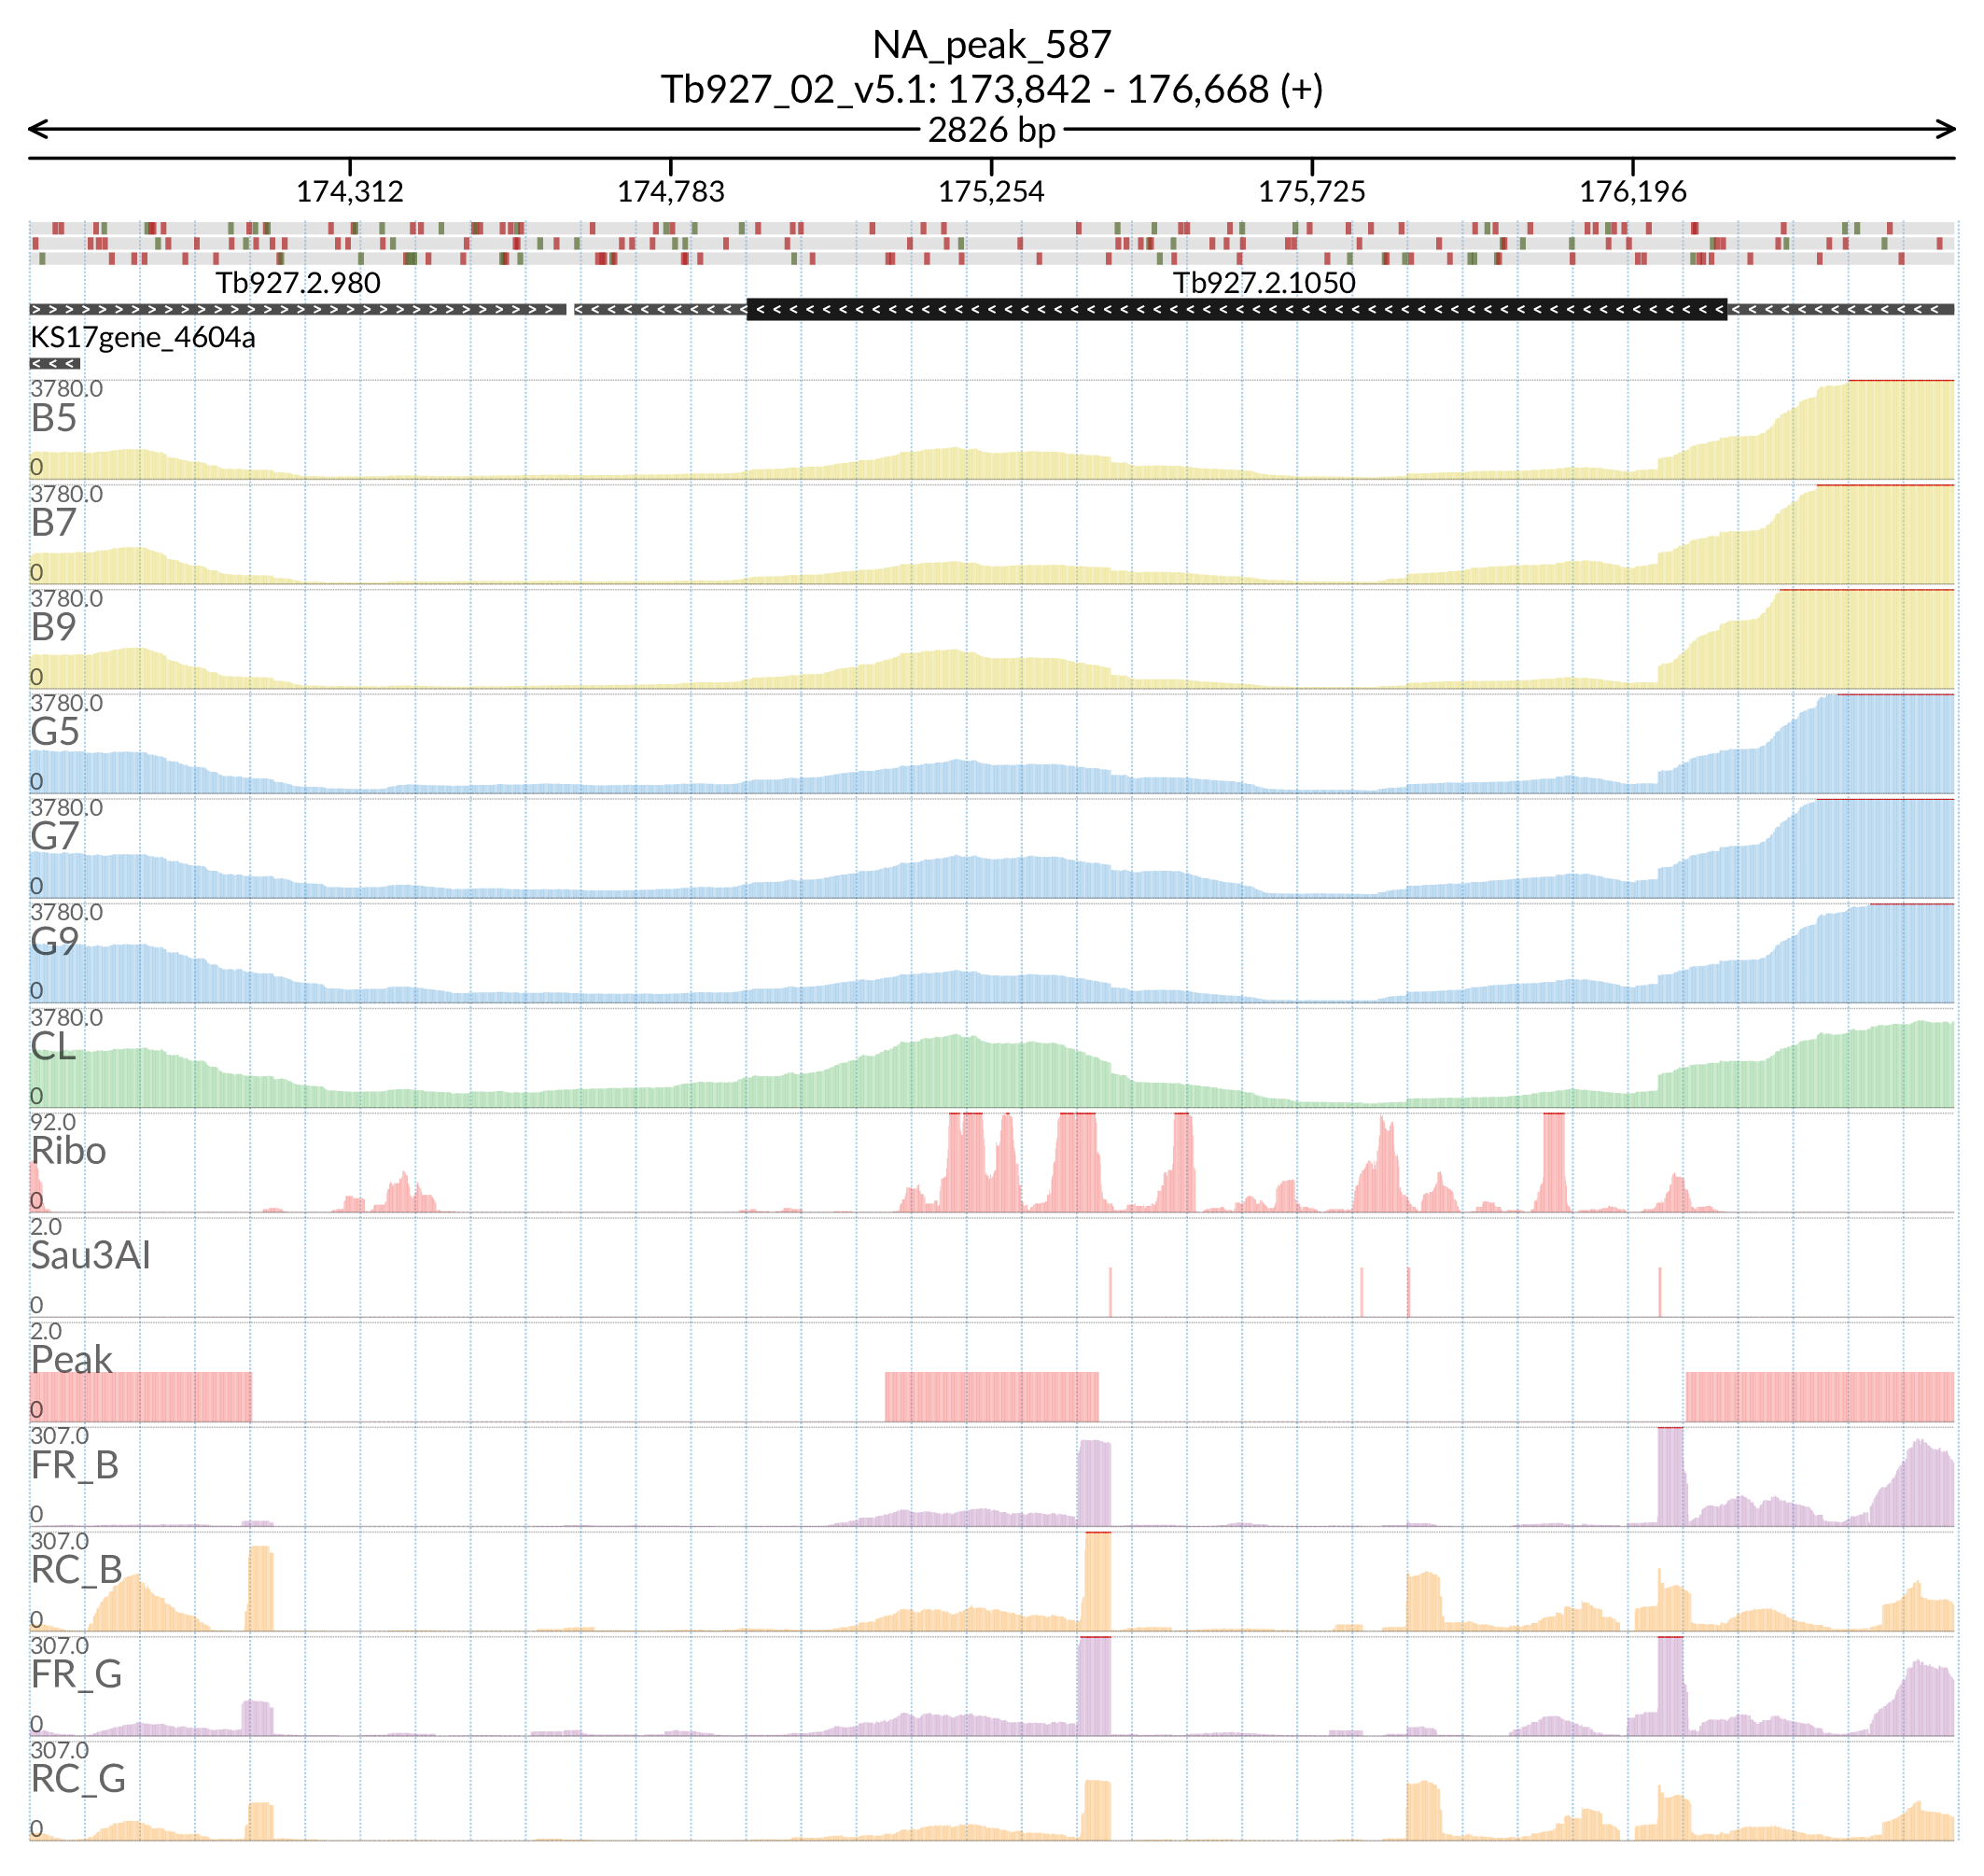 NA_peak_587
Tb927_02_v5.1: 173,842 - 176,668 (+)
2826 bp
174,312 174,783 175,254 175,725 176,196
Tb927.2.980 Tb927.2.1050
KS17gene_4604a
3780.0
B5
0
3780.0
B7
0
3780.0
B9
0
3780.0
G5
0
3780.0
G7
0
3780.0
G9
0
3780.0
CL
0
92.0
Ribo
0
2.0
Sau3AI
0
2.0
Peak
0
307.0
FR_B
0
307.0
RC_B
0
307.0
FR_G
0
307.0
RC_G
0